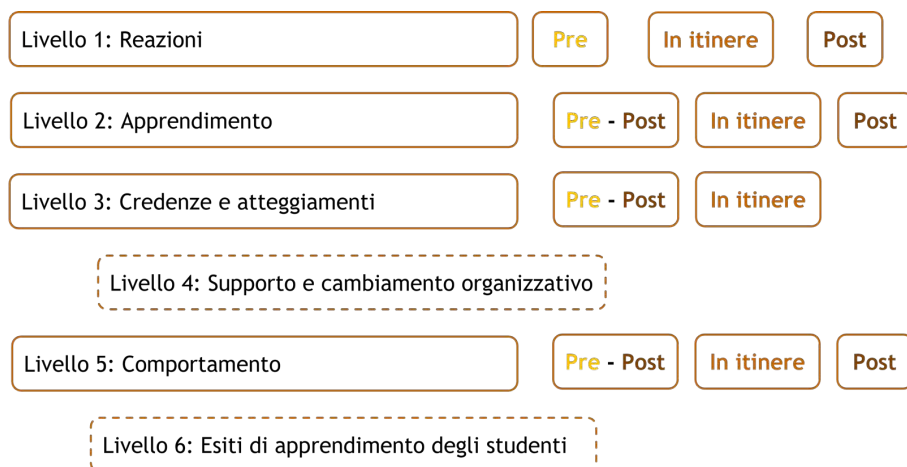 Livello 1: Reazioni Pre In itinere Post
Livello 2: Apprendimento Pre - Post In itinere Post
Livello 3: Credenze e atteggiamenti Pre - Post In itinere
Livello 4: Supporto e cambiamento organizzativo
Livello 5: Comportamento Pre - Post In itinere Post
Livello 6: Esiti di apprendimento degli studenti